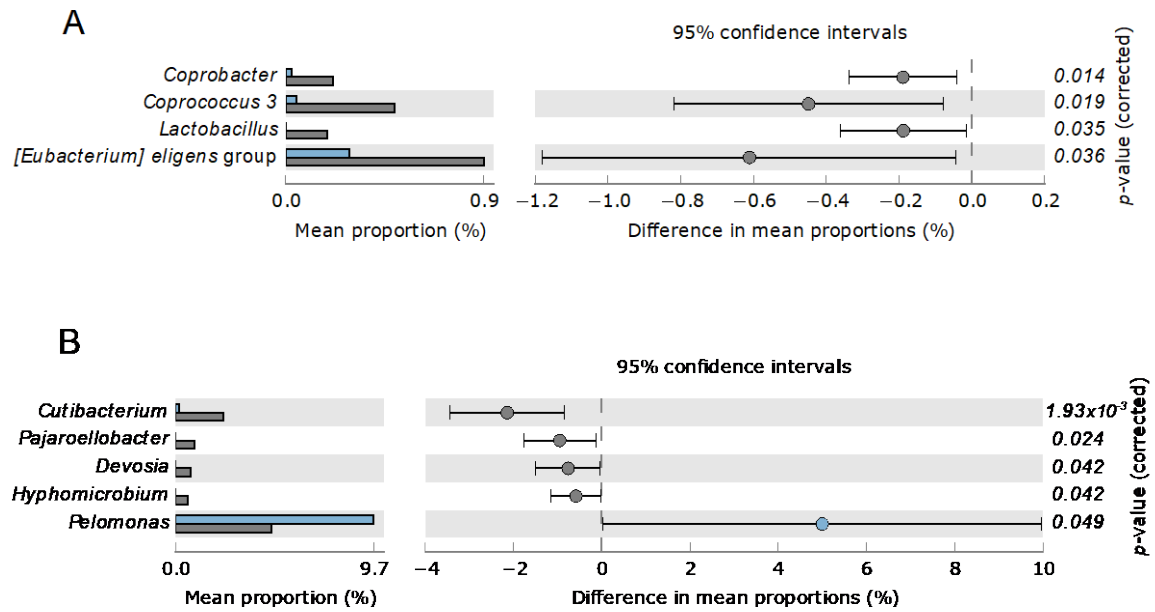 A
95% confidence intervals
Coprobacter
Coprococcus 3
Lactobacillus
[Eubacterium] eligens group
0.014
0.019
0.035
0.036
p-value (corrected)
0.0 0.9
Mean proportion (%)
−1.2 −1.0 −0.8 −0.6 −0.4 −0.2 0.0 0.2
Difference in mean proportions (%)
B
95% confidence intervals
Cutibacterium
Pajaroellobacter
Devosia
Hyphomicrobium
Pelomonas
1.93x10⁻³
0.024
0.042
0.042
0.049
p-value (corrected)
0.0 9.7
Mean proportion (%)
−4 −2 0 2 4 6 8 10
Difference in mean proportions (%)